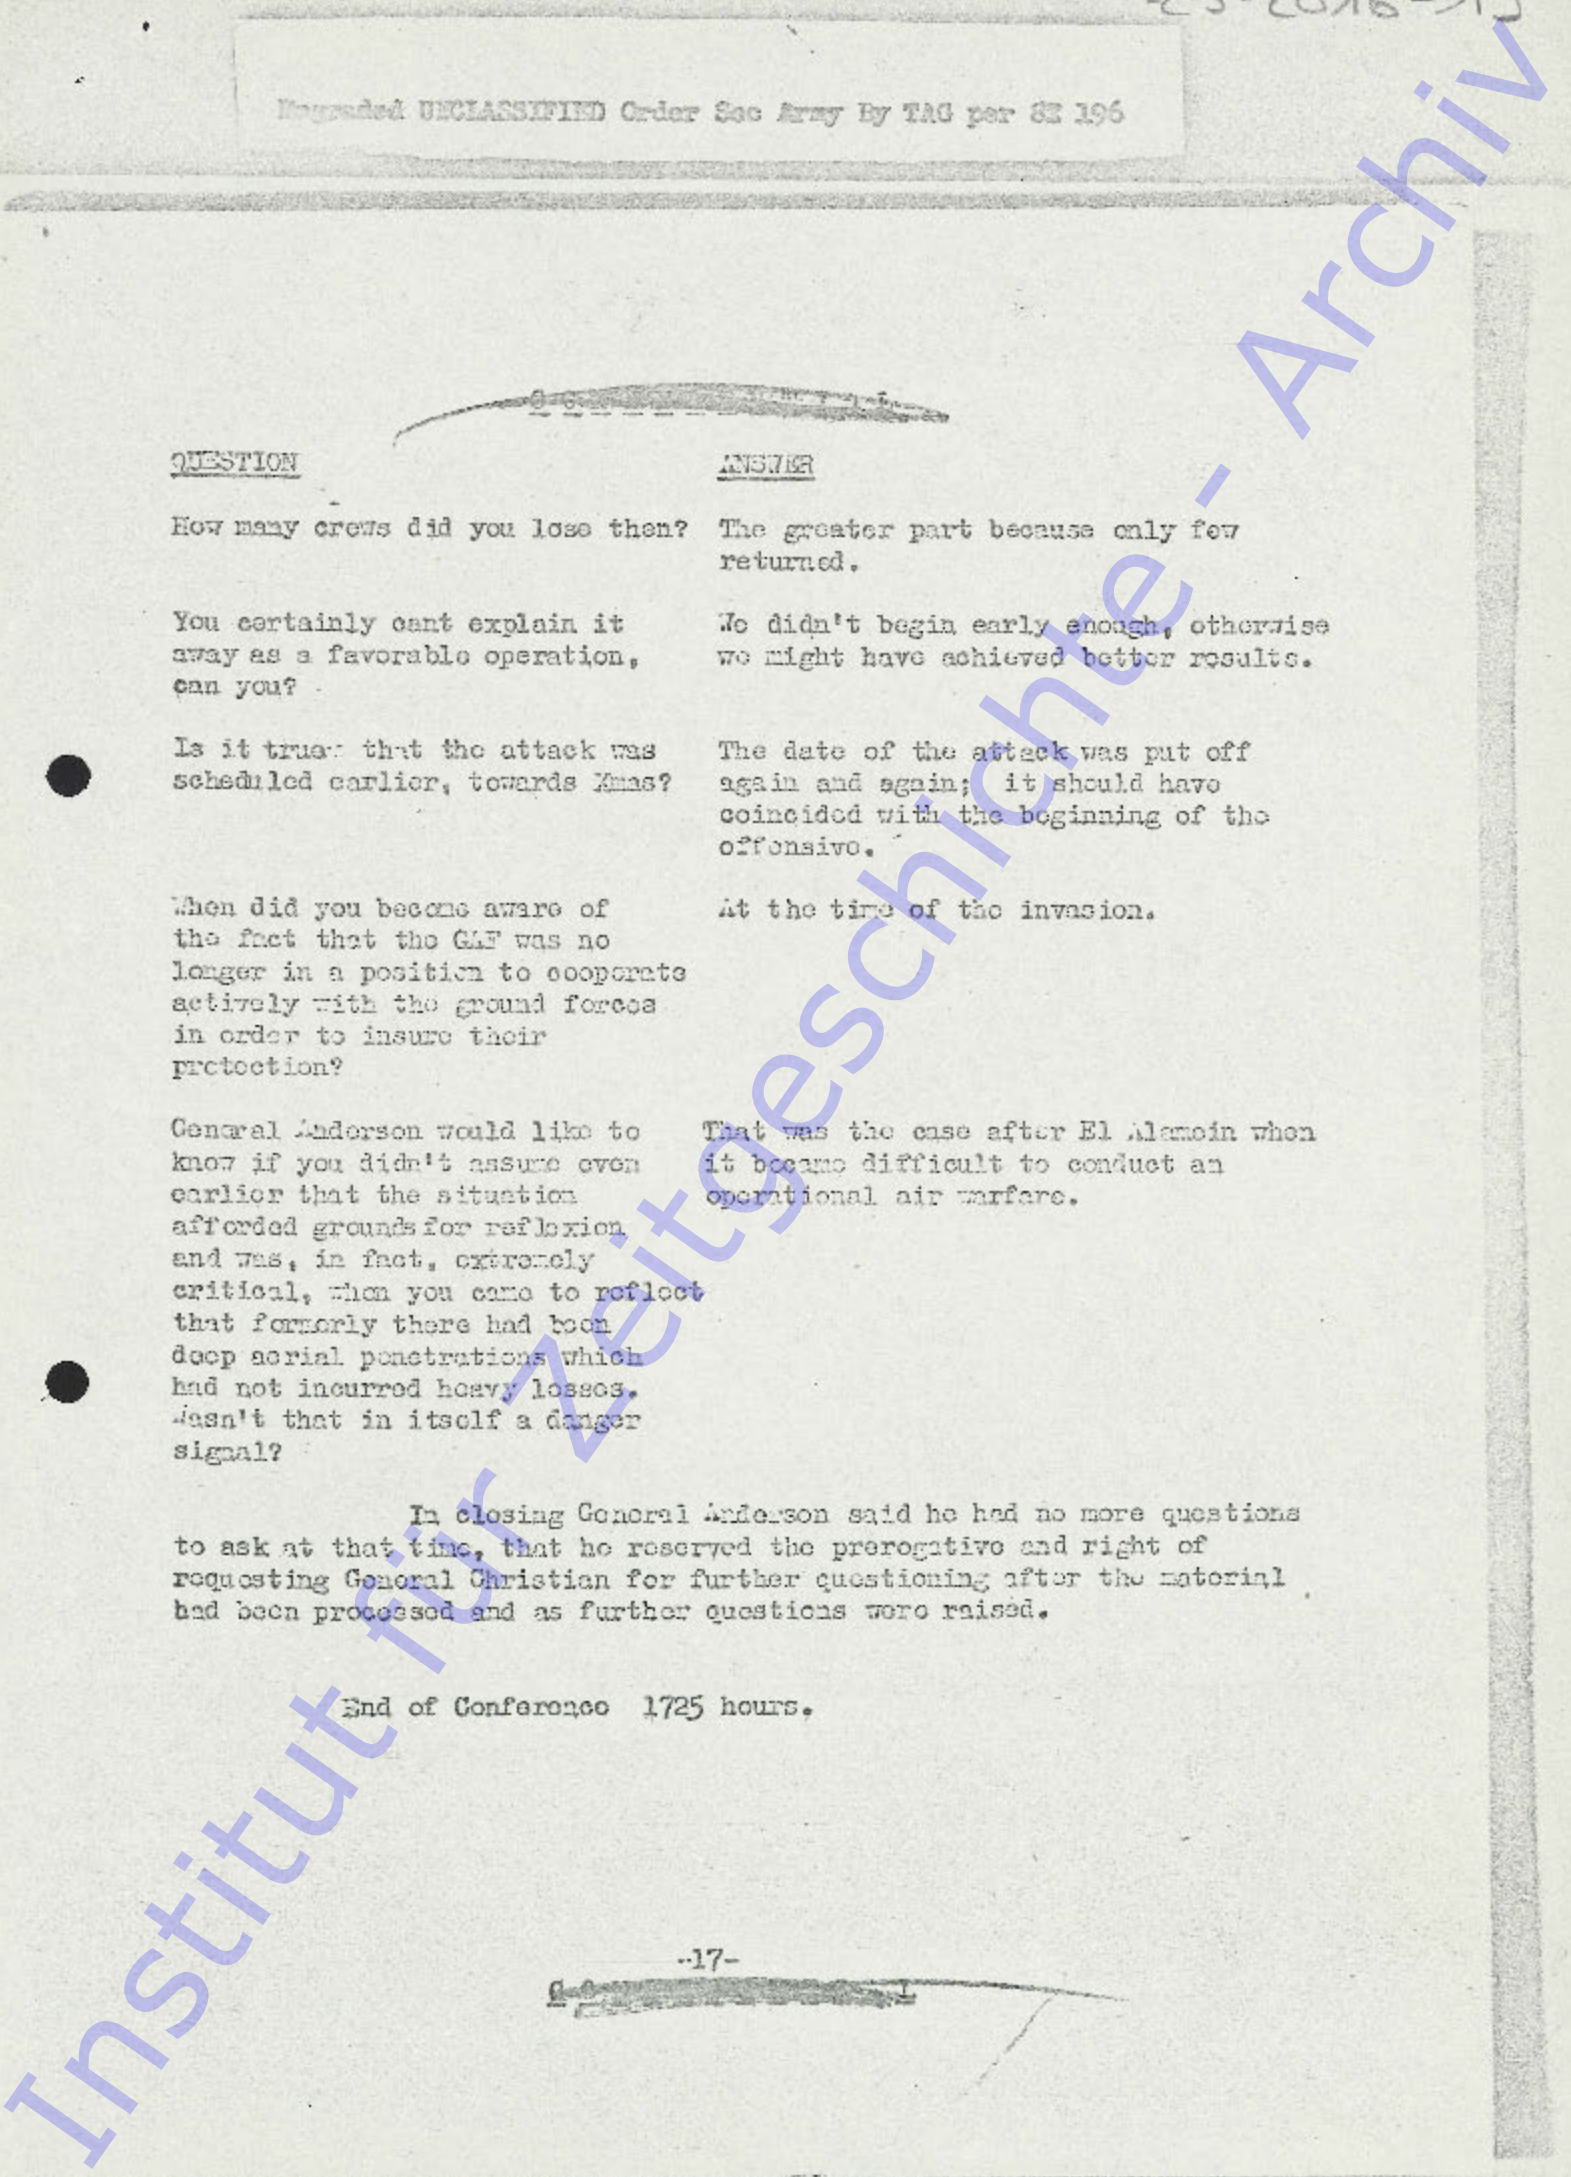 UNCLASSIFIED Order Sec Army By TAG per SE 196
QUESTION
ANSWER
How many crews did you lose then?
The greater part because only few
returned.
You certainly cant explain it
away as a favorable operation,
can you?
We didn't begin early enough, otherwise
we might have achieved better results.
Is it true that the attack was
scheduled earlier, towards Xmas?
The date of the attack was put off
again and again; it should have
coincided with the beginning of the
offensive.
When did you become aware of
the fact that the GAF was no
longer in a position to cooperate
actively with the ground forces
in order to insure their
protection?
At the time of the invasion.
General Anderson would like to
know if you didn't assume even
earlier that the situation
afforded grounds for reflexion
and was, in fact, extremely
critical, when you came to reflect
that formerly there had been
deep aerial penetrations which
had not incurred heavy losses.
Wasn't that in itself a danger
signal?
That was the case after El Alamein when
it became difficult to conduct an
operational air warfare.
In closing General Anderson said he had no more questions
to ask at that time, that he reserved the prerogative and right of
requesting General Christian for further questioning after the material
had been processed and as further questions were raised.
End of Conference 1725 hours.
-17-
Institut für Zeitgeschichte - Archiv